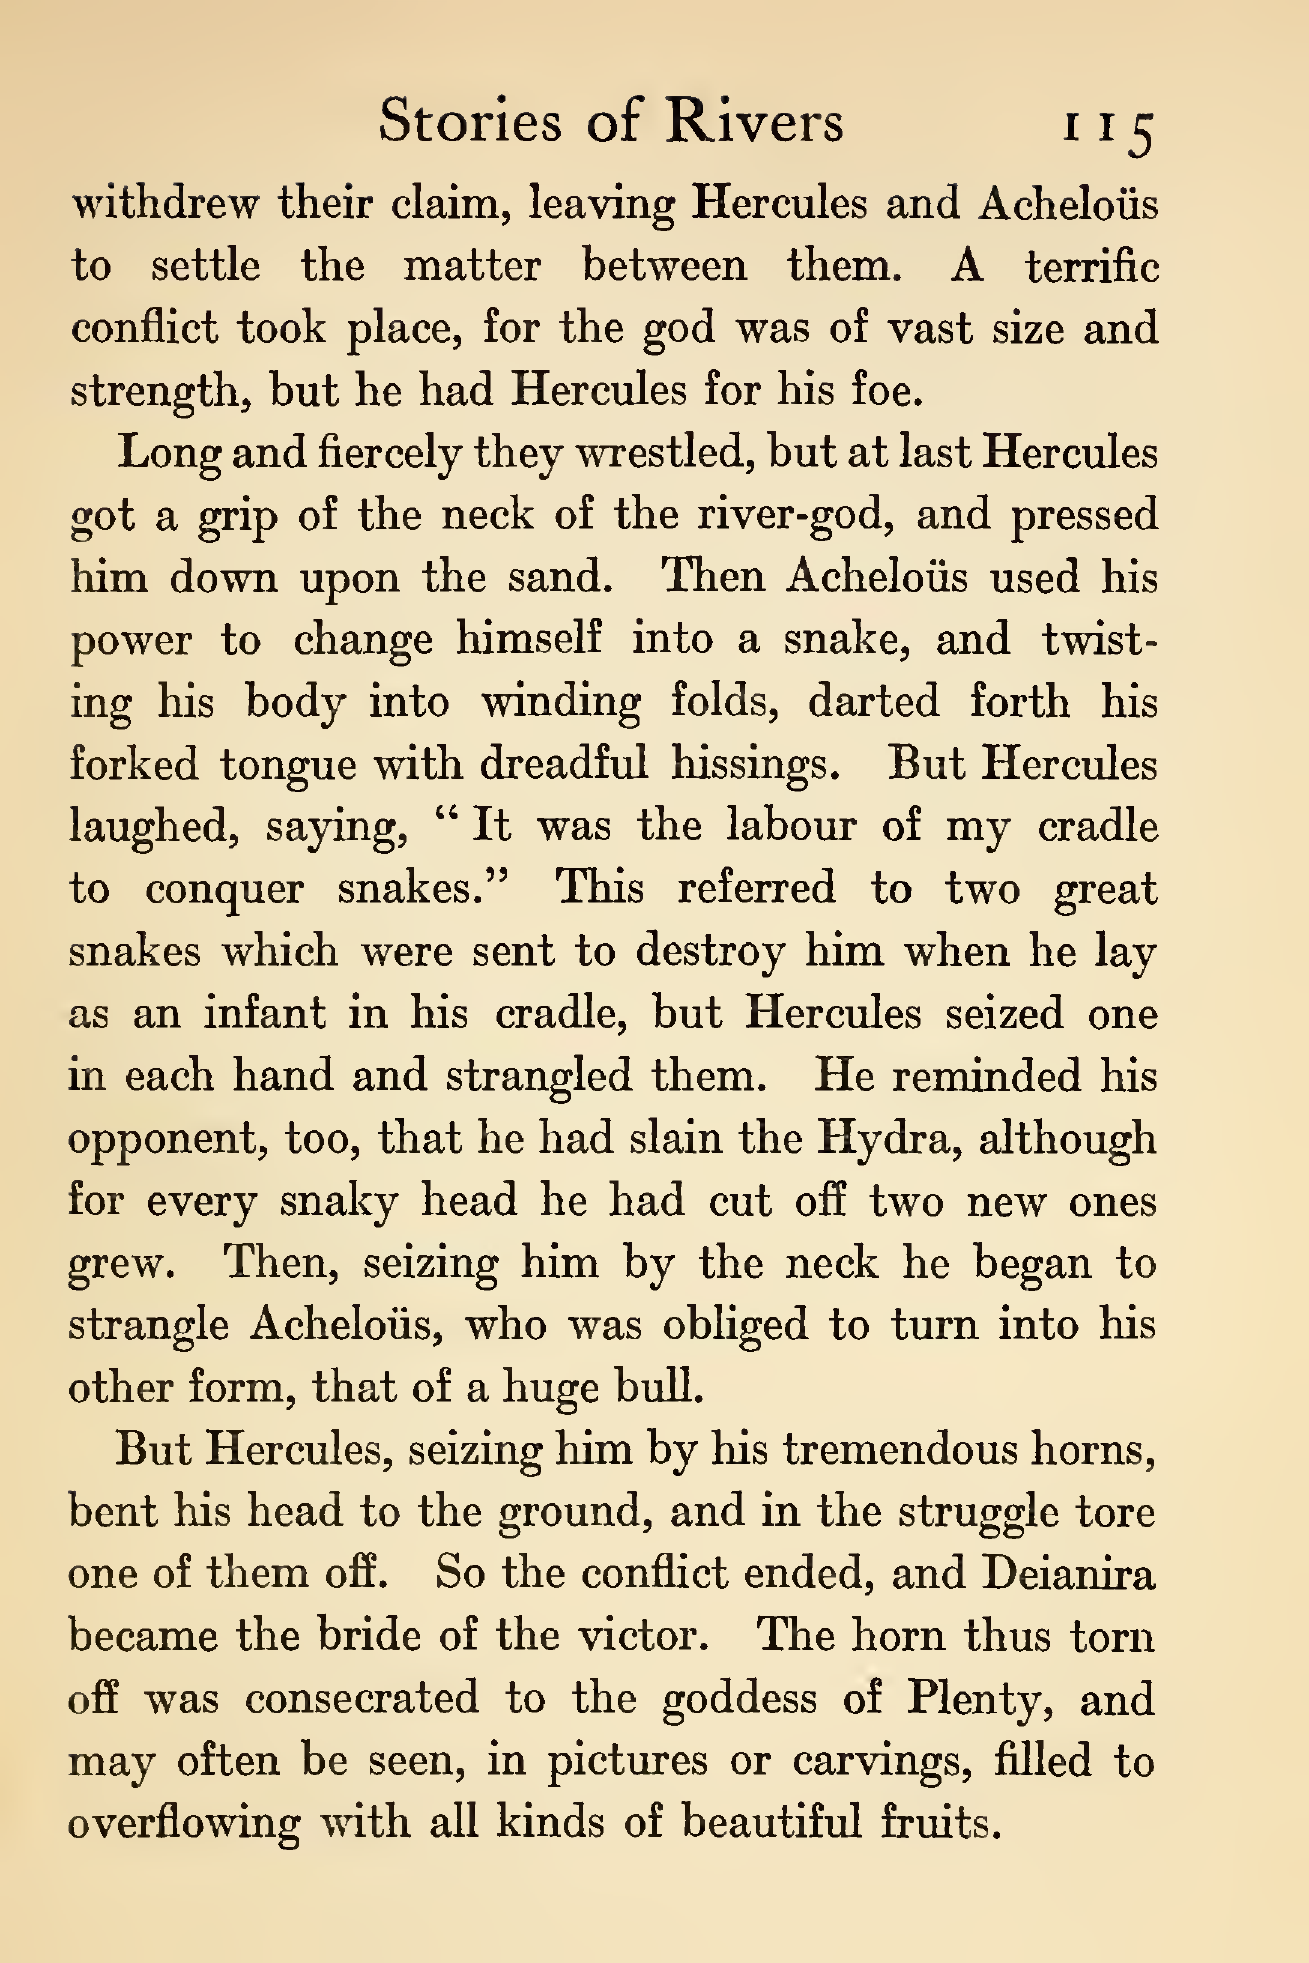 Stories of Rivers 115
withdrew their claim, leaving Hercules and Acheloüs
to settle the matter between them. A terrific
conflict took place, for the god was of vast size and
strength, but he had Hercules for his foe.
Long and fiercely they wrestled, but at last Hercules
got a grip of the neck of the river-god, and pressed
him down upon the sand. Then Acheloüs used his
power to change himself into a snake, and twist-
ing his body into winding folds, darted forth his
forked tongue with dreadful hissings. But Hercules
laughed, saying, “ It was the labour of my cradle
to conquer snakes.” This referred to two great
snakes which were sent to destroy him when he lay
as an infant in his cradle, but Hercules seized one
in each hand and strangled them. He reminded his
opponent, too, that he had slain the Hydra, although
for every snaky head he had cut off two new ones
grew. Then, seizing him by the neck he began to
strangle Acheloüs, who was obliged to turn into his
other form, that of a huge bull.
But Hercules, seizing him by his tremendous horns,
bent his head to the ground, and in the struggle tore
one of them off. So the conflict ended, and Deianira
became the bride of the victor. The horn thus torn
off was consecrated to the goddess of Plenty, and
may often be seen, in pictures or carvings, filled to
overflowing with all kinds of beautiful fruits.